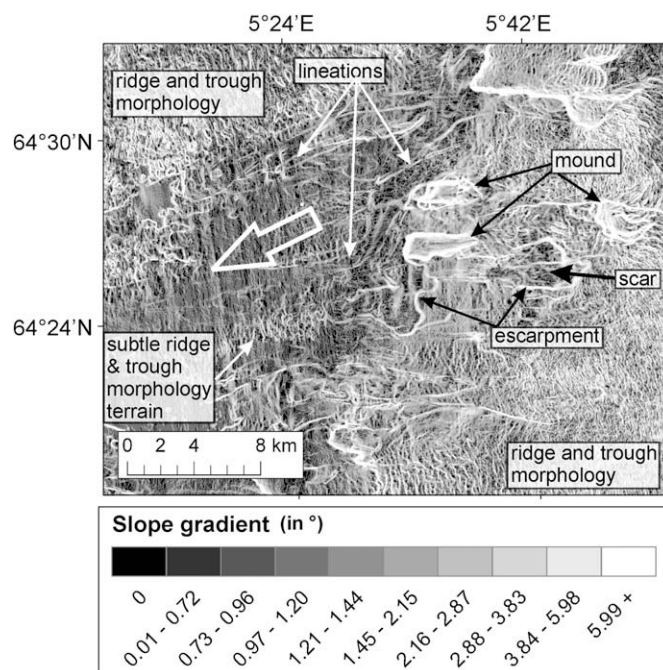 5°24'E
5°42'E
ridge and trough
morphology
lineations
64°30'N
mound
scar
64°24'N
escarpment
subtle ridge
& trough
morphology
terrain
0 2 4 8 km
ridge and trough
morphology
Slope gradient (in °)
0
0.01 - 0.72
0.73 - 0.96
0.97 - 1.20
1.21 - 1.44
1.45 - 2.15
2.16 - 2.87
2.88 - 3.83
3.84 - 5.98
5.99 +